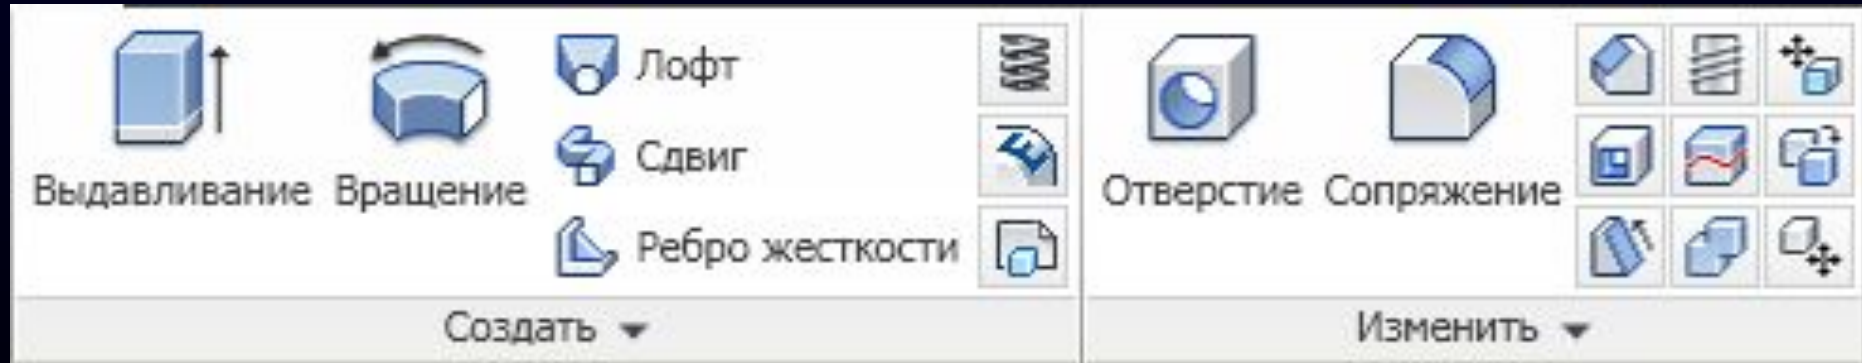 Выдавливание
Вращение
Лофт
Сдвиг
Ребро жесткости
Создать
Отверстие
Сопряжение
Изменить